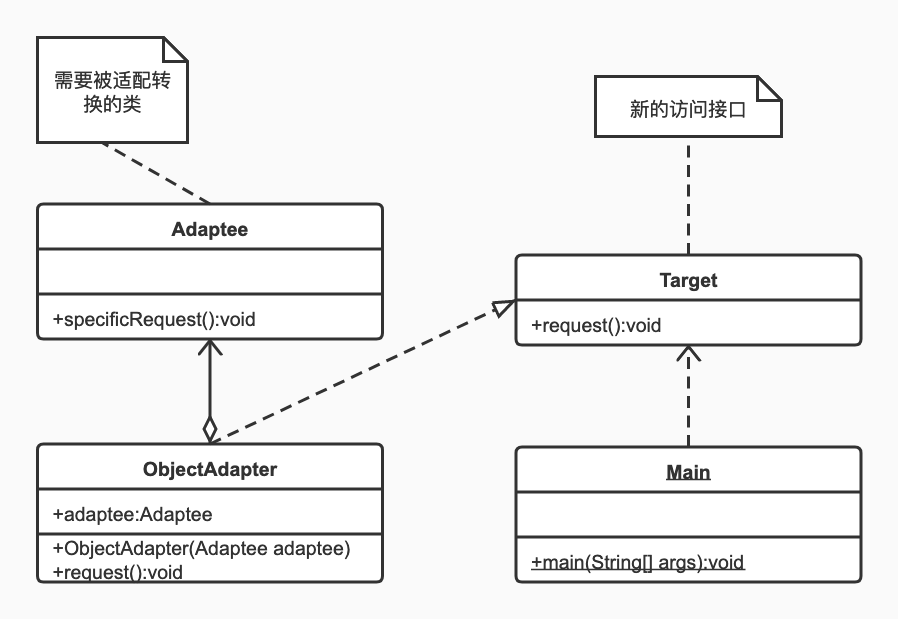 需要被适配转
换的类
新的访问接口
Adaptee
+specificRequest():void
Target
+request():void
ObjectAdapter
+adaptee:Adaptee
+ObjectAdapter(Adaptee adaptee)
+request():void
Main
+main(String[] args):void